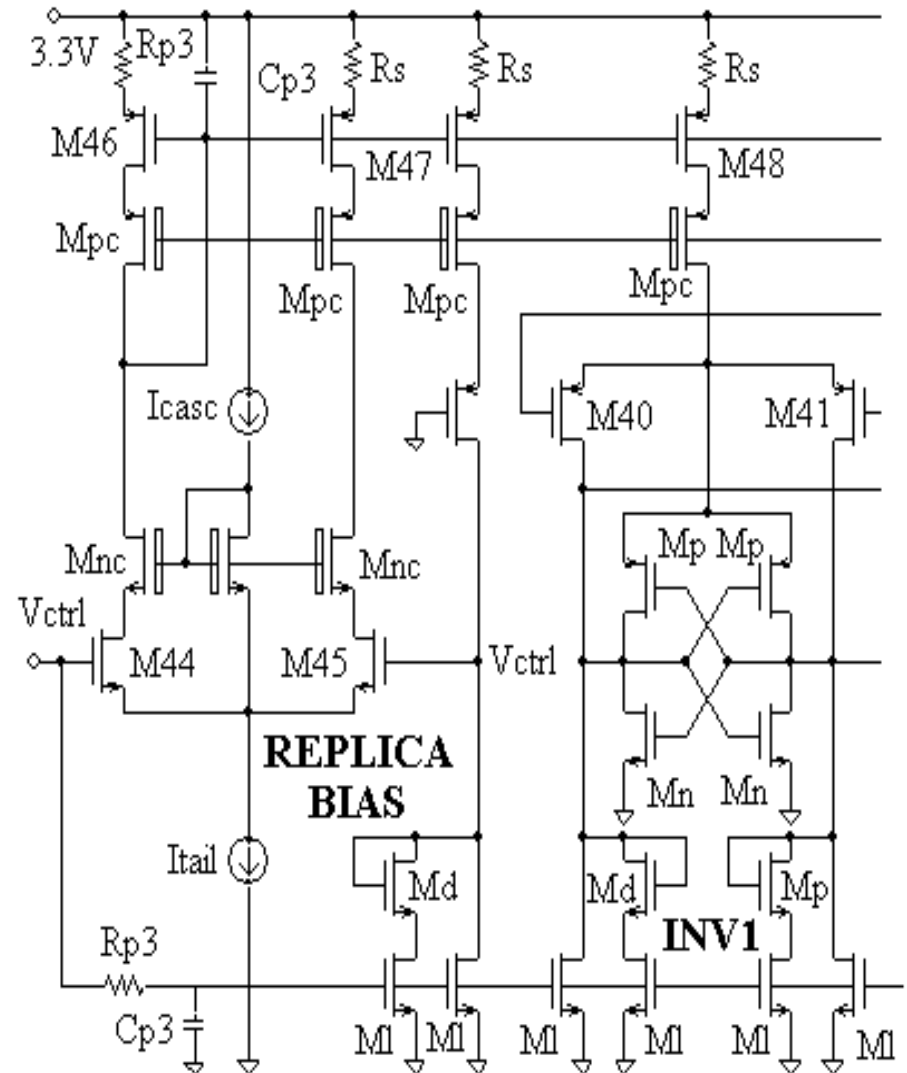 3.3V
Rp3
Cp3
Rs
Rs
Rs
M46
M47
M48
Mpc
Mpc
Mpc
Mpc
Icasc
M40
M41
Mnc
Mnc
Mp
Mp
Vctrl
M44
M45
Vctrl
REPLICA
BIAS
Mn
Mn
Itail
Md
Md
Mp
INV1
Rp3
Cp3
Ml
Ml
Ml
Ml
Ml
Ml